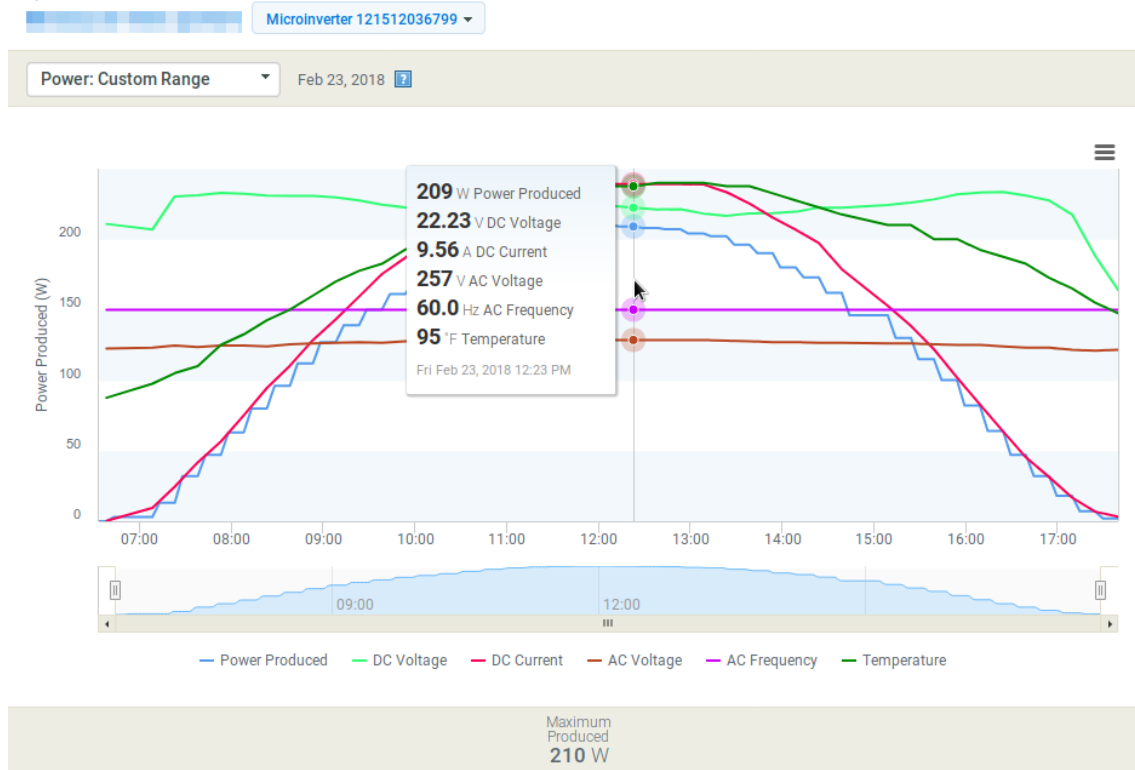 Microinverter 121512036799
Power: Custom Range
Feb 23, 2018 ?
209 W Power Produced
22.23 V DC Voltage
9.56 A DC Current
257 V AC Voltage
60.0 Hz AC Frequency
95 °F Temperature
Fri Feb 23, 2018 12:23 PM
Power Produced (W)
200
150
100
50
0
07:00 08:00 09:00 10:00 11:00 12:00 13:00 14:00 15:00 16:00 17:00
09:00 12:00
Power Produced DC Voltage DC Current AC Voltage AC Frequency Temperature
Maximum
Produced
210 W